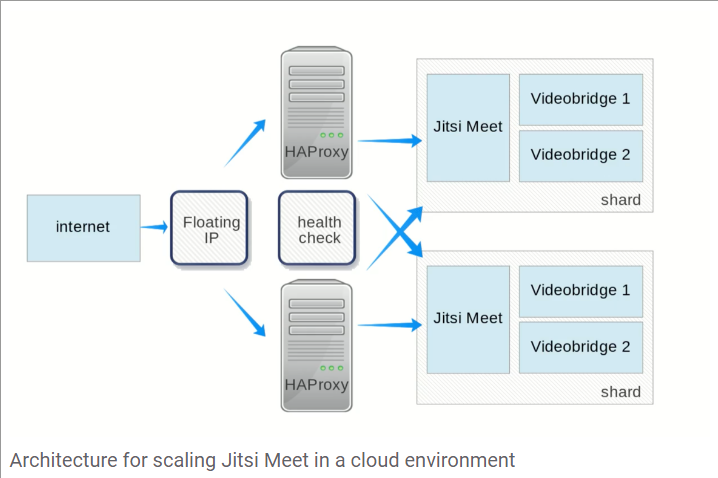 HAProxy
Jitsi Meet
Videobridge 1
Videobridge 2
shard
internet
Floating
IP
health
check
HAProxy
Jitsi Meet
Videobridge 1
Videobridge 2
shard
Architecture for scaling Jitsi Meet in a cloud environment